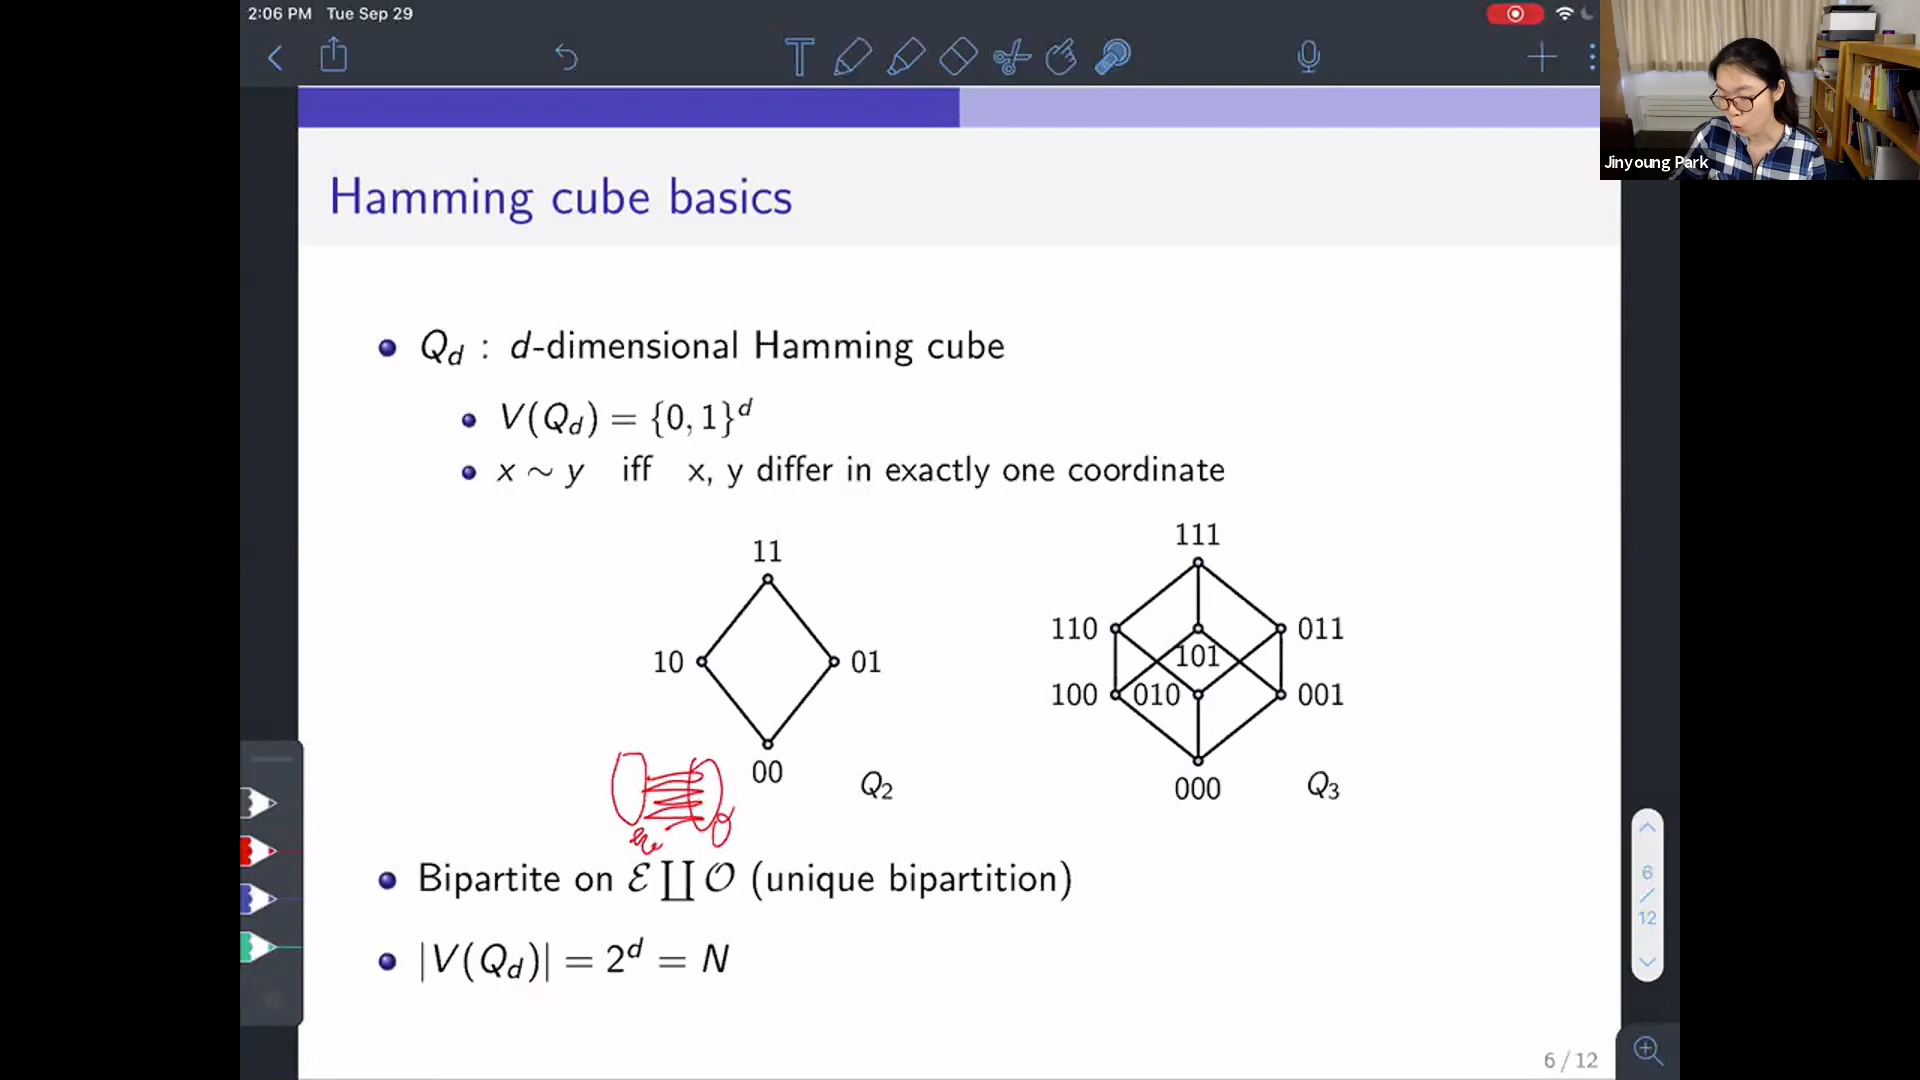 2:06 PM Tue Sep 29
Jinyoung Park
Hamming cube basics
Q_d : d-dimensional Hamming cube
V(Q_d) = {0, 1}^d
x ∼ y iff x, y differ in exactly one coordinate
11
10
01
00
Q_2
111
110
011
101
100
010
001
000
Q_3
Bipartite on ℰ ∐ 𝒪 (unique bipartition)
|V(Q_d)| = 2^d = N
6
/
12
6 / 12